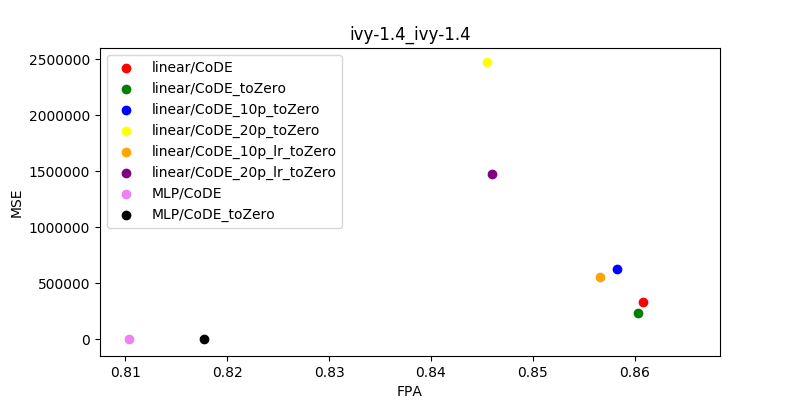 ivy-1.4_ivy-1.4
2500000
2000000
1500000
1000000
500000
0
MSE
linear/CoDE
linear/CoDE_toZero
linear/CoDE_10p_toZero
linear/CoDE_20p_toZero
linear/CoDE_10p_lr_toZero
linear/CoDE_20p_lr_toZero
MLP/CoDE
MLP/CoDE_toZero
0.81 0.82 0.83 0.84 0.85 0.86
FPA